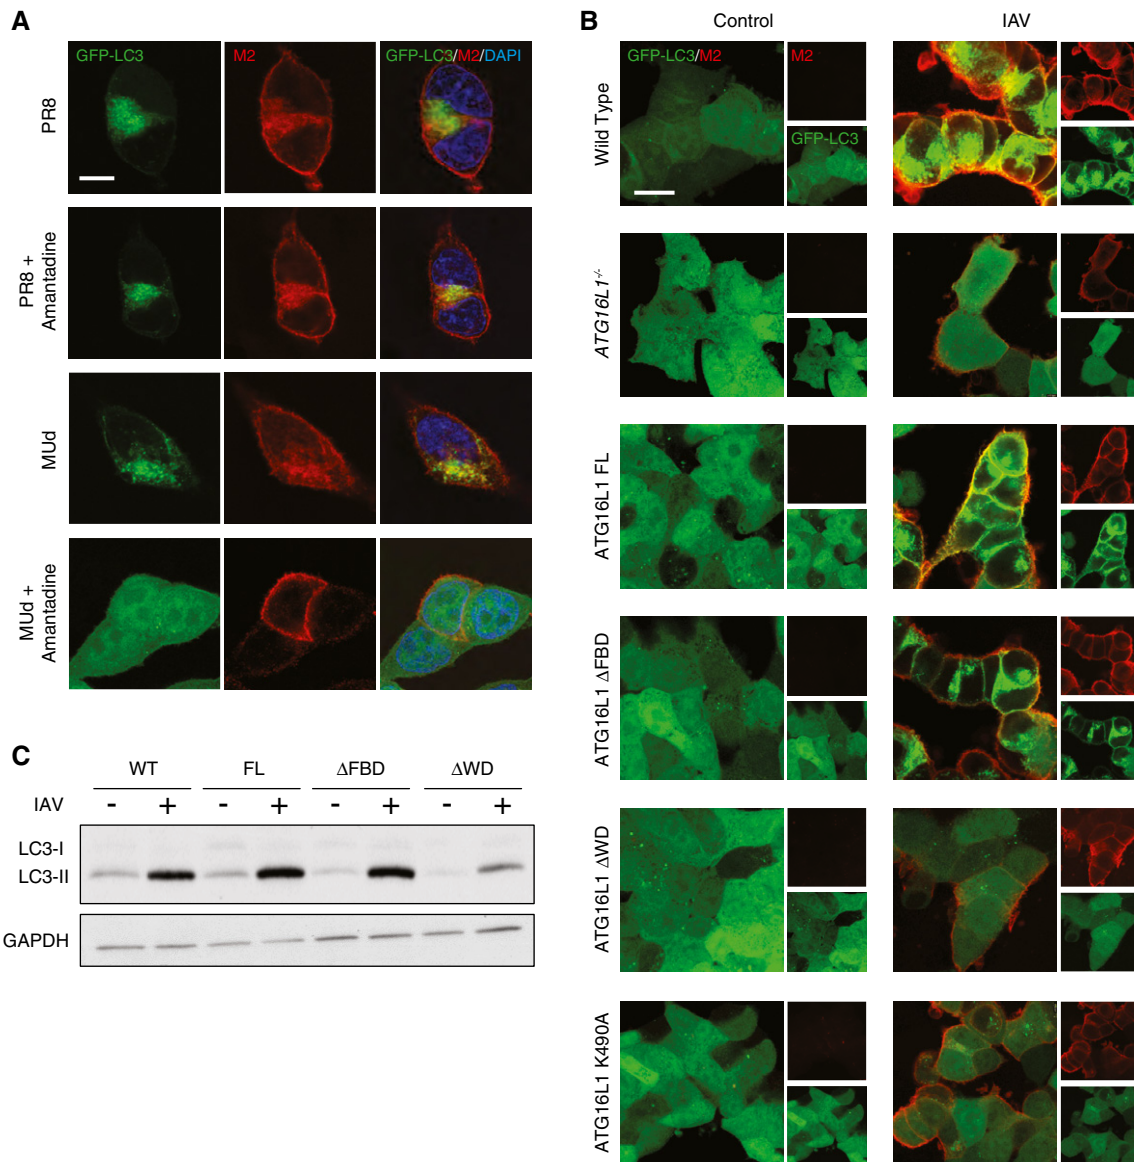 A
GFP-LC3
M2
GFP-LC3/M2/DAPI
PR8
PR8 +
Amantadine
MUd
MUd +
Amantadine
B
Control
IAV
GFP-LC3/M2
M2
GFP-LC3
Wild Type
ATG16L1-/-
ATG16L1 FL
ATG16L1 ΔFBD
ATG16L1 ΔWD
ATG16L1 K490A
C
WT FL ΔFBD ΔWD
IAV - + - + - + - +
LC3-I
LC3-II
GAPDH